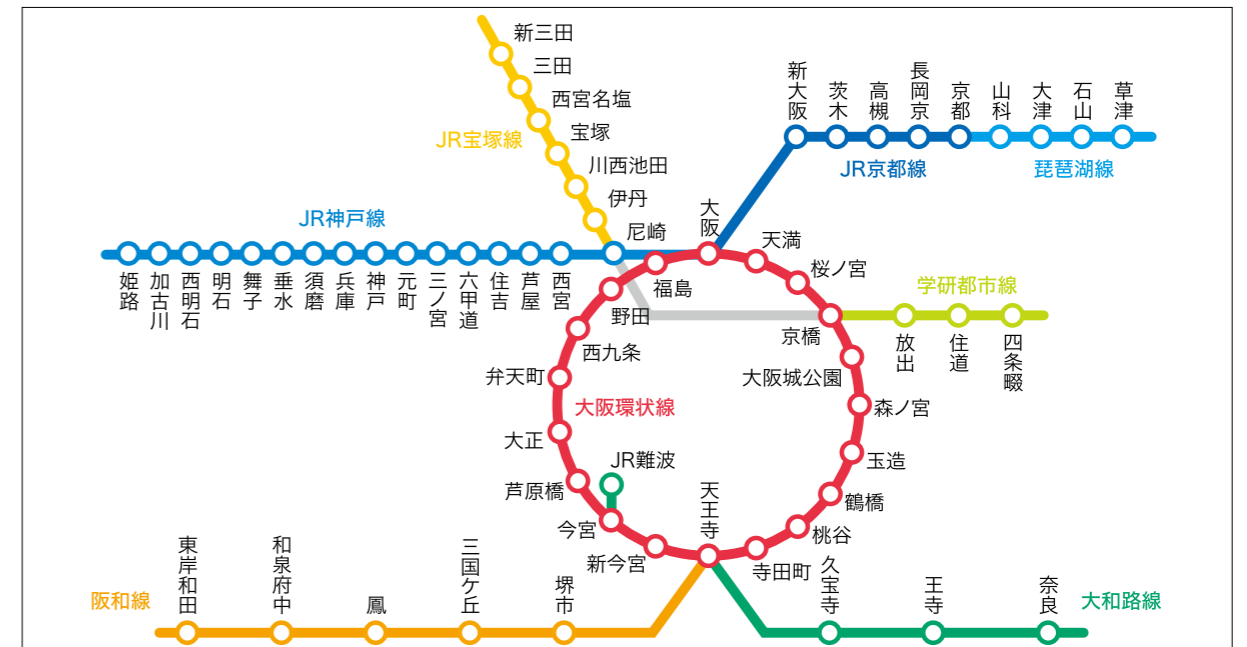 新三田
三田
西宮名塩
宝塚
川西池田
伊丹
尼崎
JR宝塚線
新大阪
茨木
高槻
長岡京
京都
山科
大津
石山
草津
JR京都線
琵琶湖線
JR神戸線
姫路
加古川
西明石
明石
舞子
垂水
須磨
兵庫
神戸
元町
三ノ宮
六甲道
住吉
芦屋
西宮
大阪
天満
桜ノ宮
京橋
大阪城公園
森ノ宮
玉造
鶴橋
桃谷
寺田町
天王寺
新今宮
今宮
芦原橋
大正
弁天町
西九条
野田
福島
大阪環状線
JR難波
学研都市線
放出
住道
四条畷
阪和線
東岸和田
和泉府中
鳳
三国ケ丘
堺市
久宝寺
王寺
奈良
大和路線